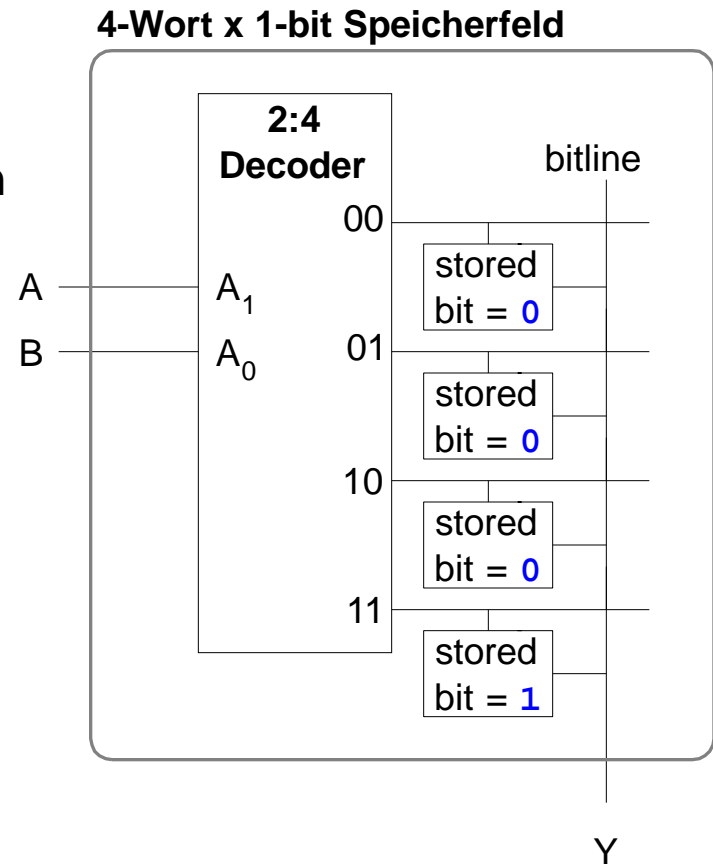 4-Wort x 1-bit Speicherfeld
2:4
Decoder
bitline
n
00
stored
bit = 0
A
A1
B
A0
01
stored
bit = 0
10
stored
bit = 0
11
stored
bit = 1
Y